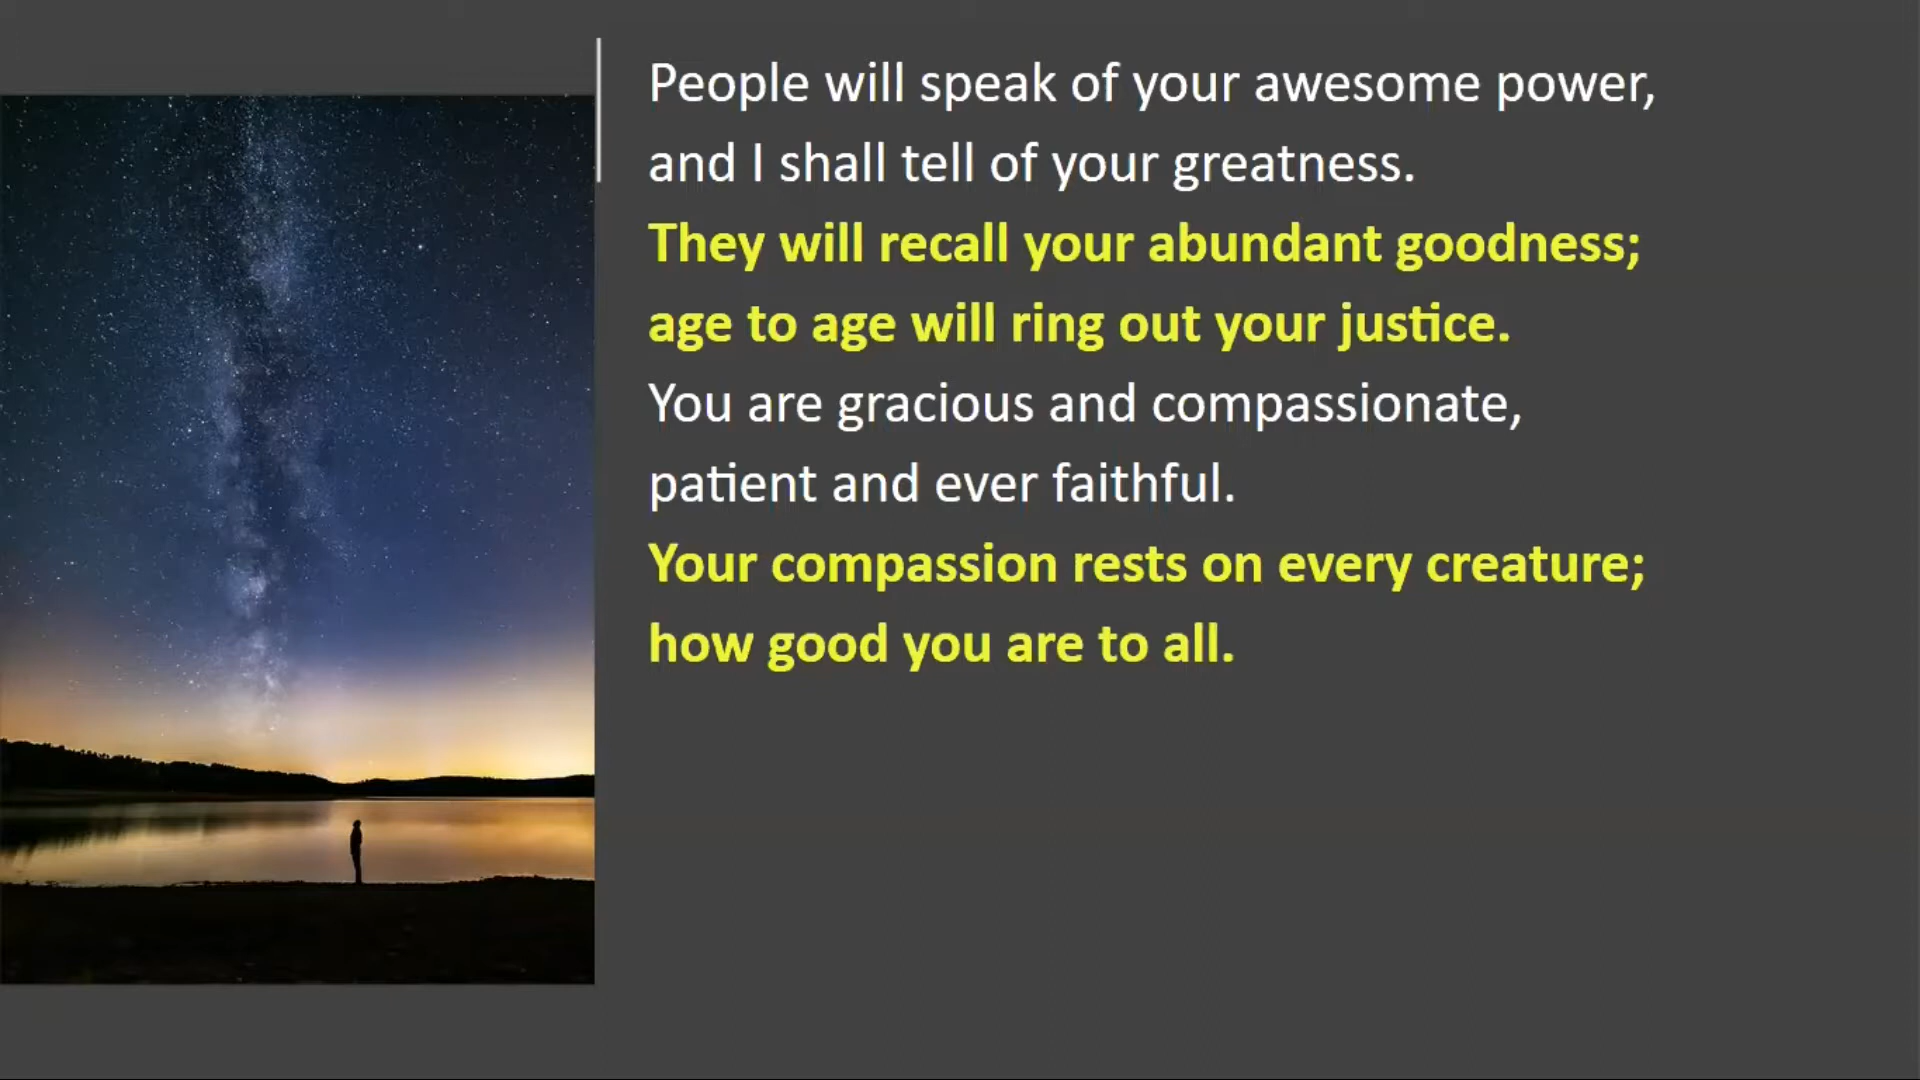 People will speak of your awesome power,
and I shall tell of your greatness.
They will recall your abundant goodness;
age to age will ring out your justice.
You are gracious and compassionate,
patient and ever faithful.
Your compassion rests on every creature;
how good you are to all.